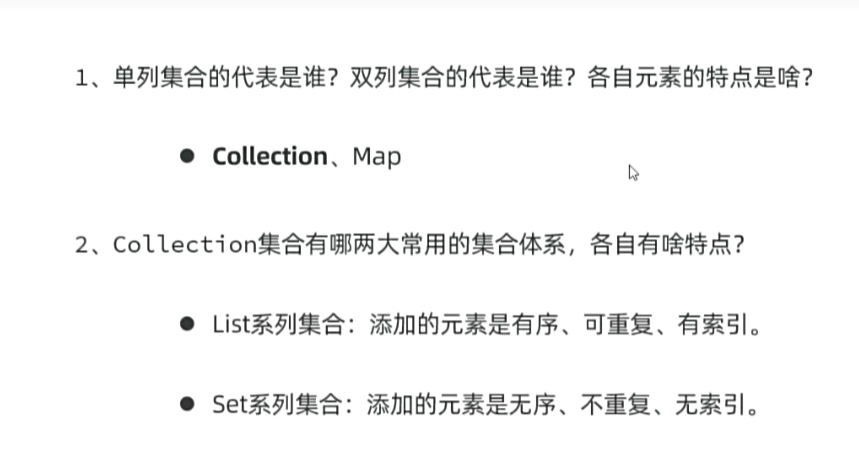 1、单列集合的代表是谁？双列集合的代表是谁？各自元素的特点是啥？
● Collection、Map
2、Collection集合有哪两大常用的集合体系，各自有啥特点？
● List系列集合：添加的元素是有序、可重复、有索引。
● Set系列集合：添加的元素是无序、不重复、无索引。